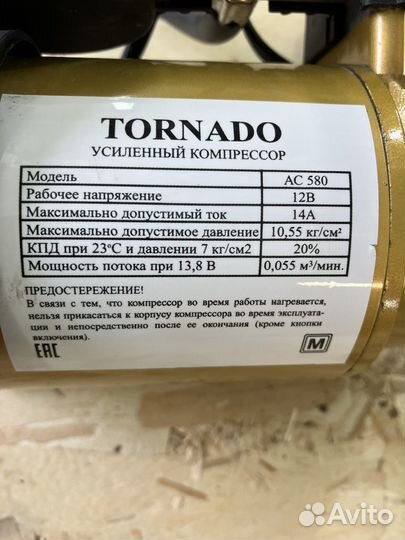 TORNADO
УСИЛЕННЫЙ КОМПРЕССОР
Модель AC 580
Рабочее напряжение 12В
Максимально допустимый ток 14А
Максимально допустимое давление 10,55 кг/см²
КПД при 23°С и давлении 7 кг/см2 20%
Мощность потока при 13,8 В 0,055 м³/мин.
ПРЕДОСТЕРЕЖЕНИЕ!
В связи с тем, что компрессор во время работы нагревается,
нельзя прикасаться к корпусу компрессора во время эксплуата-
ции и непосредственно после ее окончания (кроме кнопки
включения).
EAC
M
Avito